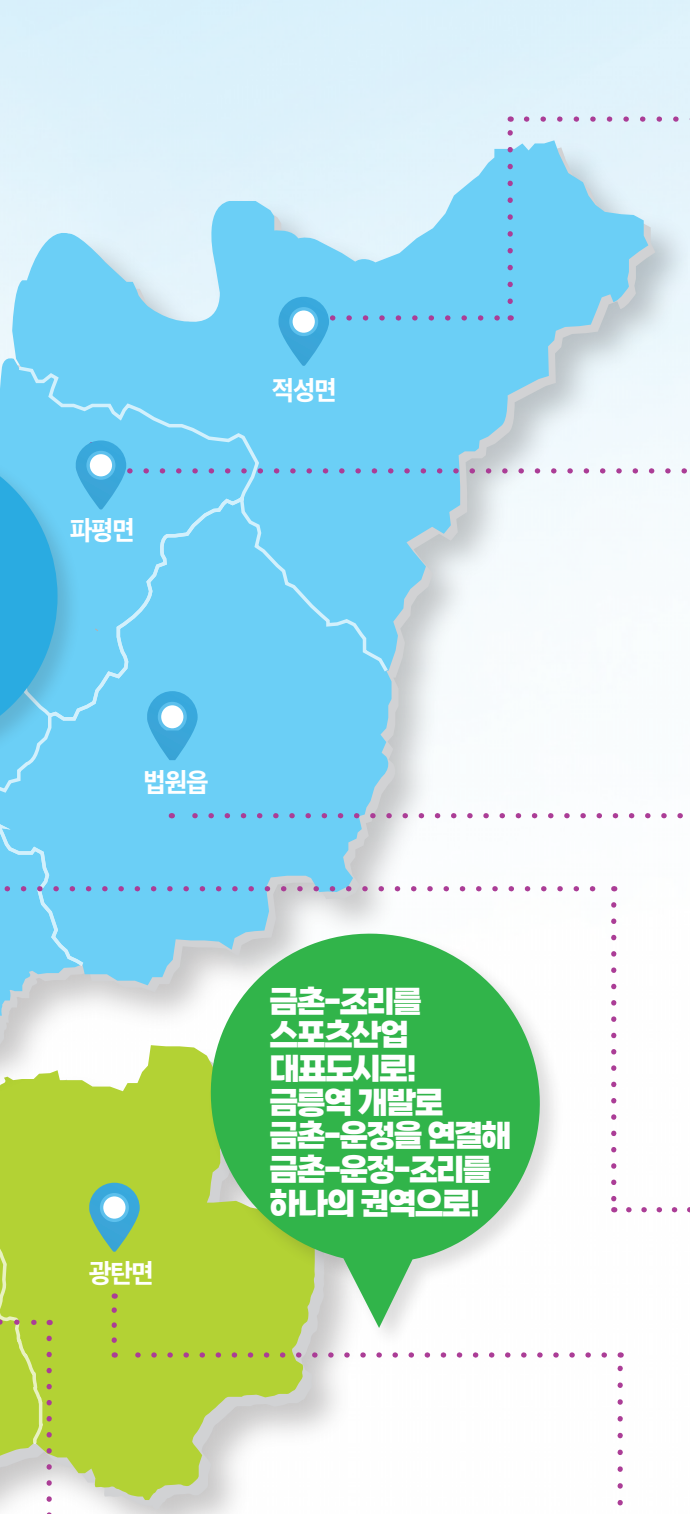 적성면
파평면
법원읍
금촌-조리를
스포츠산업
대표도시로!
금릉역 개발로
금촌-운정을 연결해
금촌-운정-조리를
하나의 권역으로!
광탄면